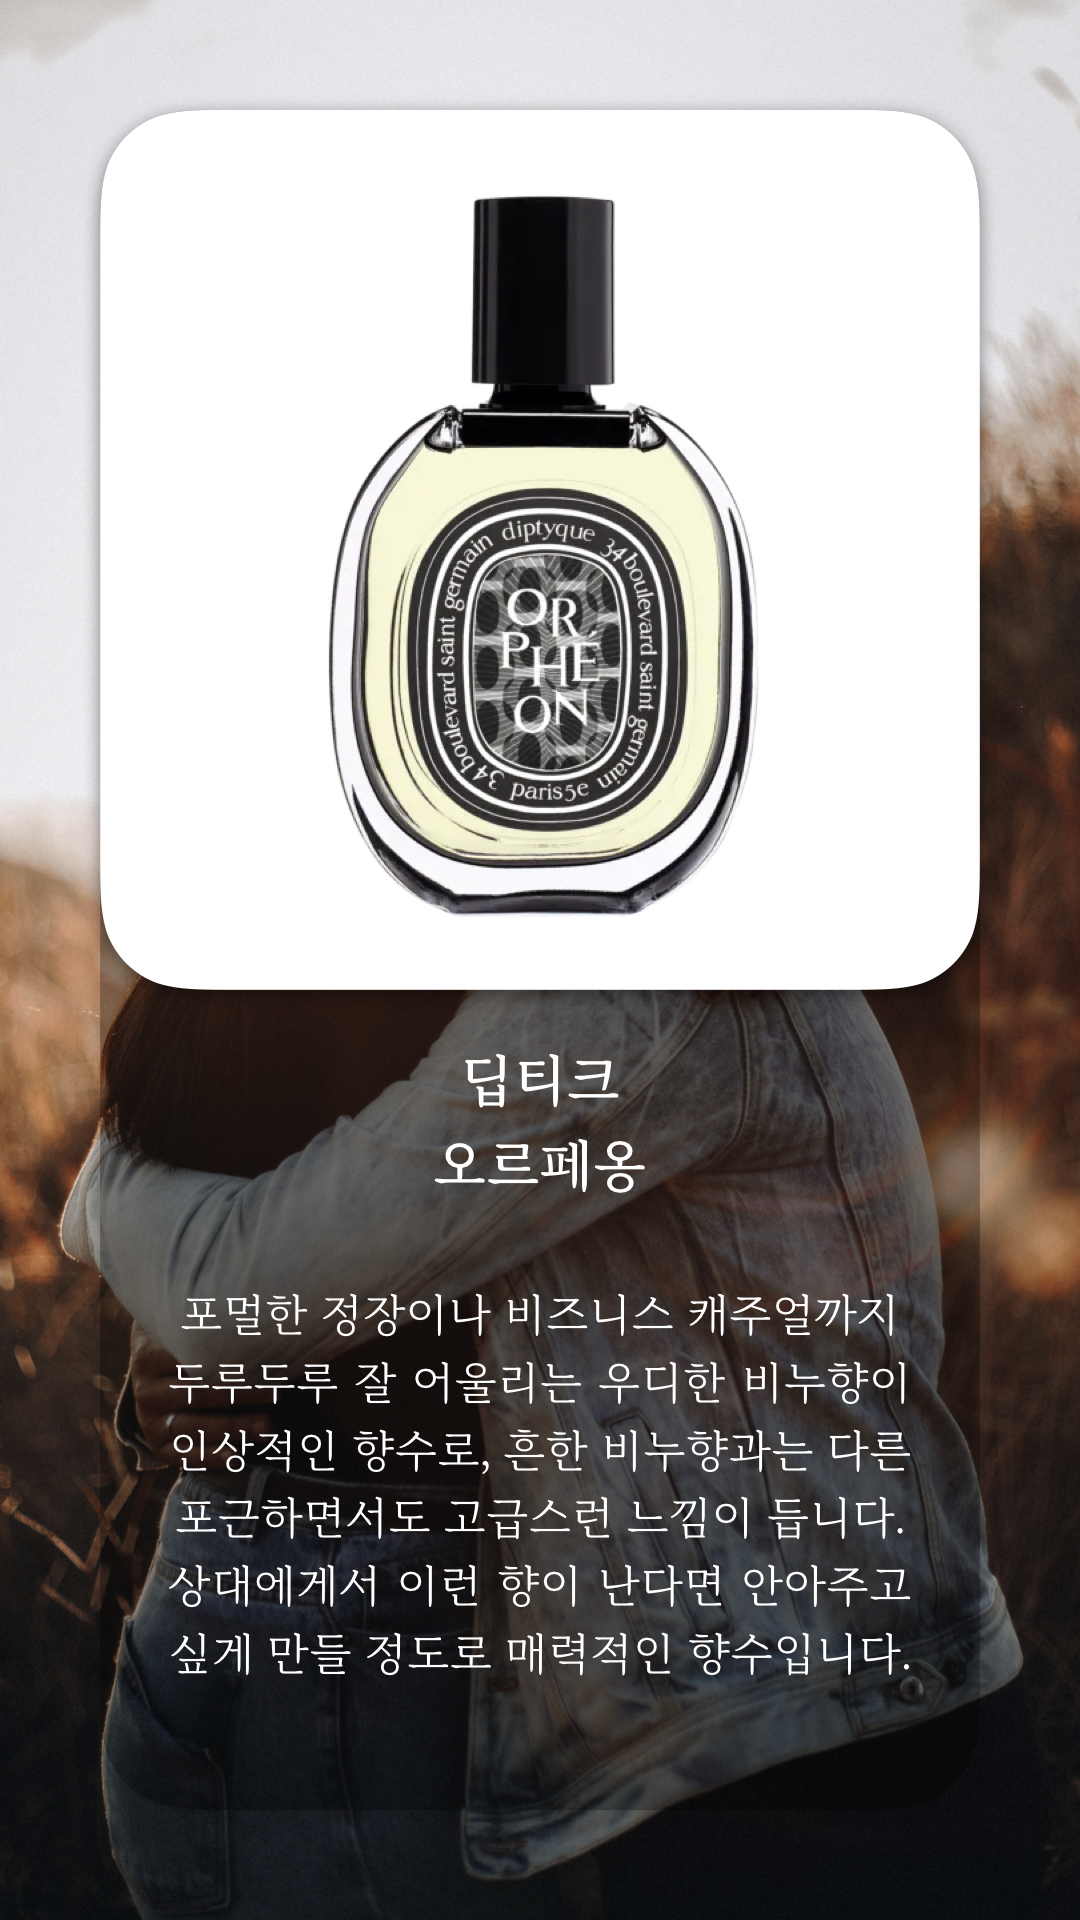 diptyque 34 boulevard saint germain paris5e 34 boulevard saint germain
OR
PHÉ
ON
딥티크
오르페옹
포멀한 정장이나 비즈니스 캐주얼까지
두루두루 잘 어울리는 우디한 비누향이
인상적인 향수로, 흔한 비누향과는 다른
포근하면서도 고급스런 느낌이 듭니다.
상대에게서 이런 향이 난다면 안아주고
싶게 만들 정도로 매력적인 향수입니다.